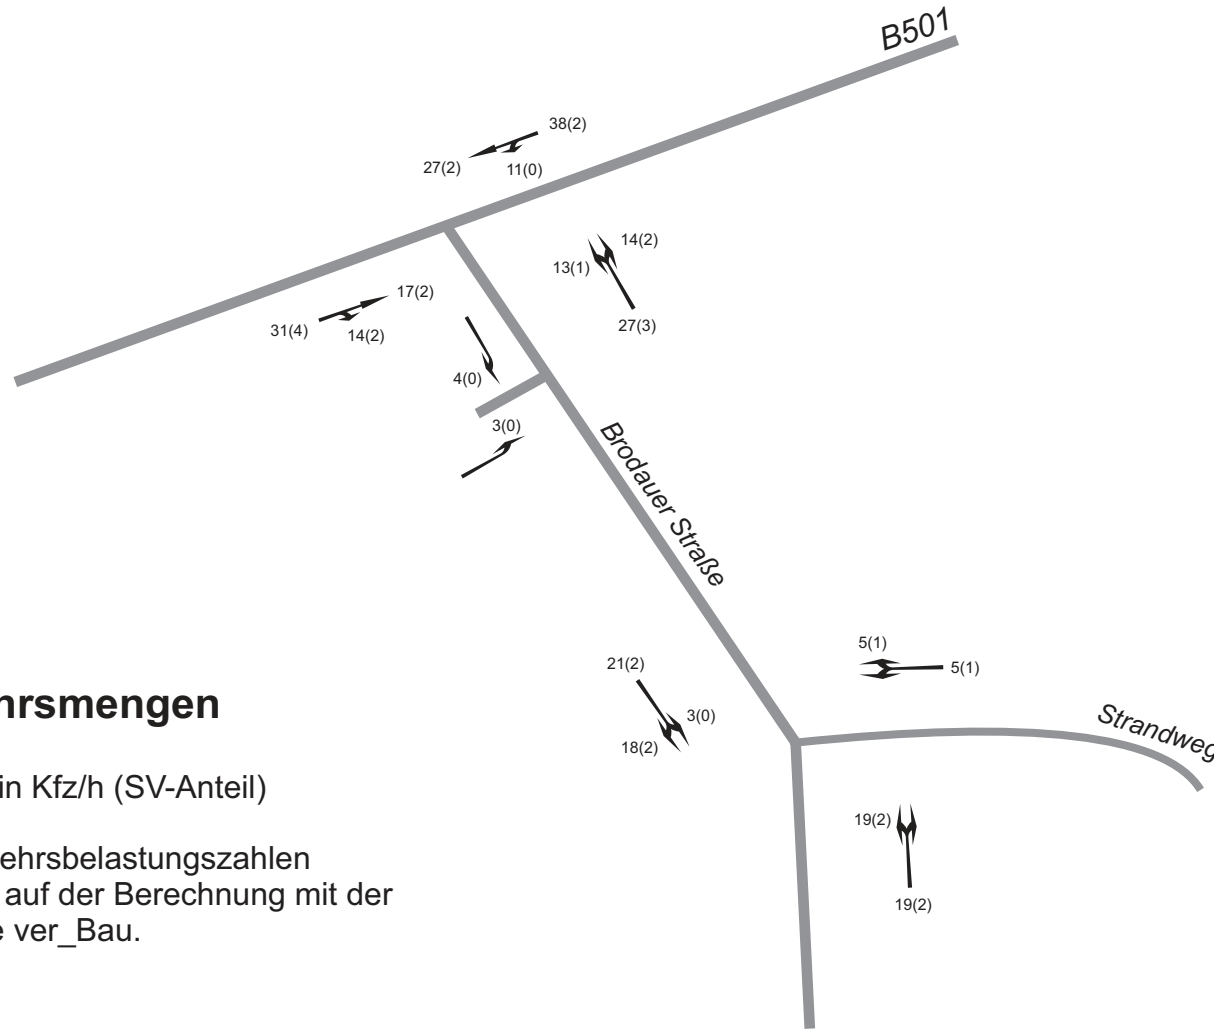 B501
38(2)
27(2)
11(0)
14(2)
13(1)
17(2)
31(4)
14(2)
27(3)
4(0)
3(0)
Brodauer Straße
5(1)
21(2)
5(1)
3(0)
18(2)
Strandweg
hrsmengen
in Kfz/h (SV-Anteil)
19(2)
ehrsbelastungszahlen
auf der Berechnung mit der
19(2)
e ver_Bau.